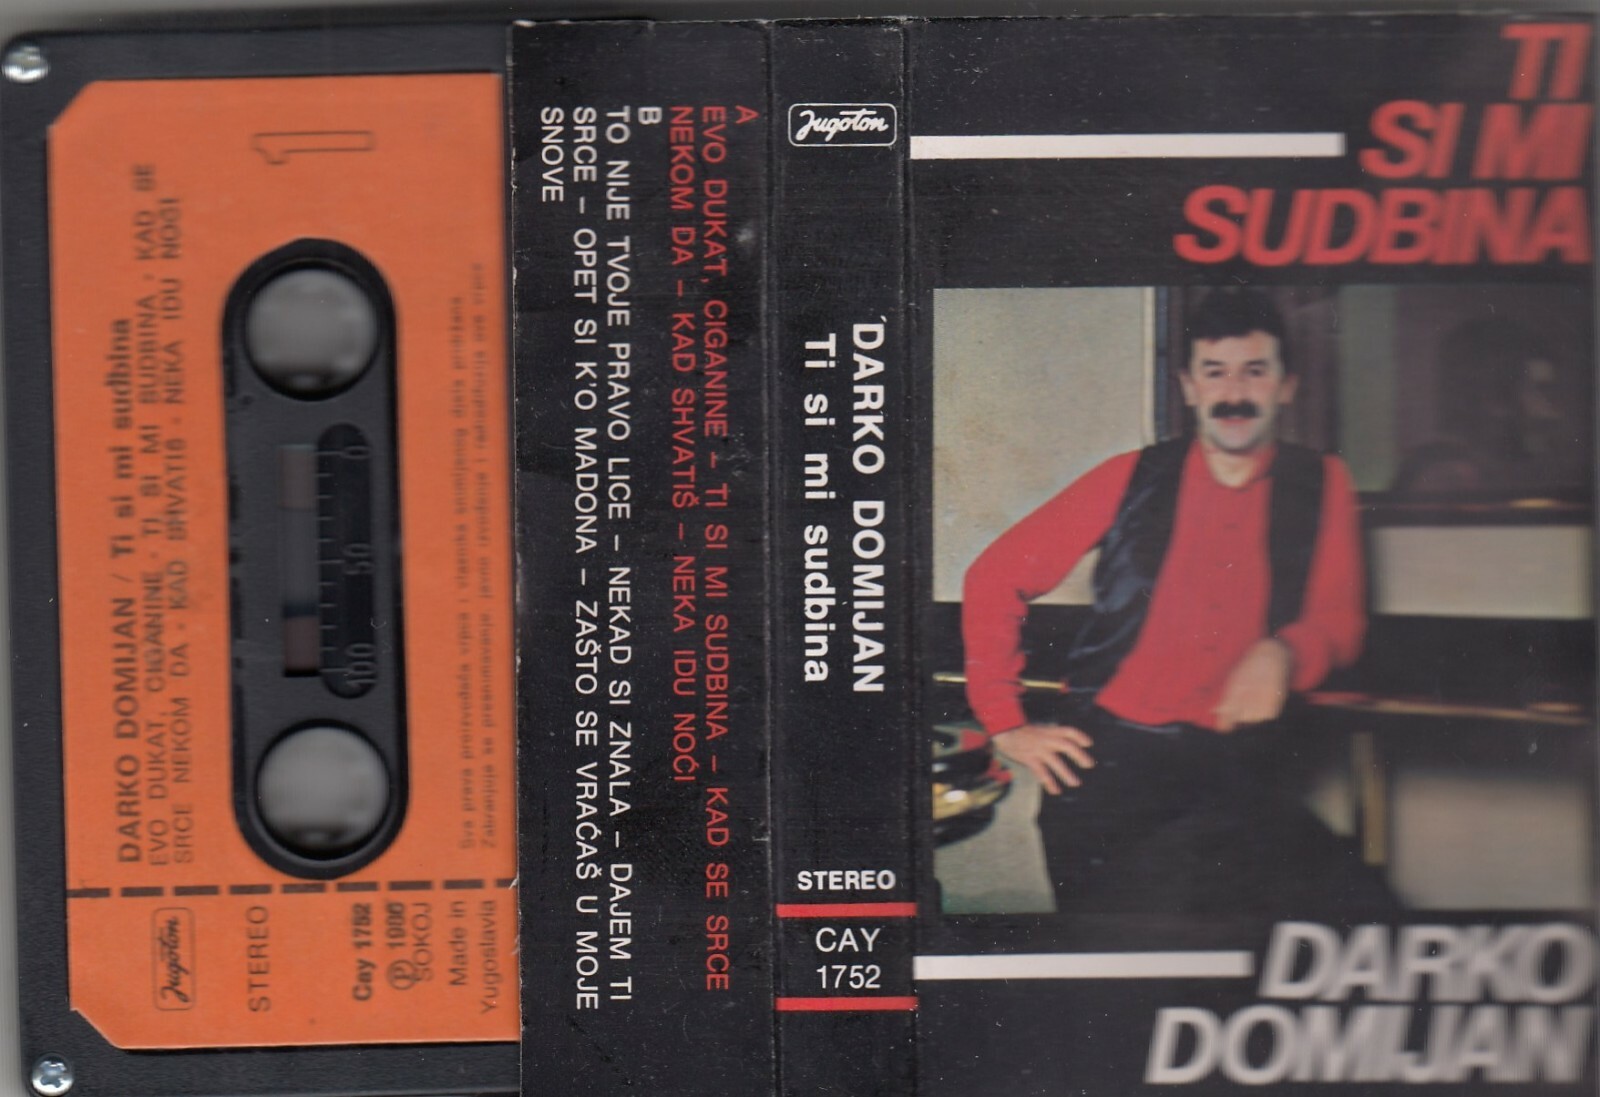 1
DARKO DOMIJAN / Ti si mi sudbina
EVO DUKAT, CIGANINE - TI SI MI SUDBINA - KAD SE
SRCE NEKOM DA - KAD SHVATIŠ - NEKA IDU NOĆI
0 50 100
Jugoton
STEREO
Cay 1752
SOKOJ
Made in
Yugoslavia
A
EVO DUKAT, CIGANINE – TI SI MI SUDBINA – KAD SE SRCE
NEKOM DA – KAD SHVATIŠ – NEKA IDU NOĆI
B
TO NIJE TVOJE PRAVO LICE – NEKAD SI ZNALA – DAJEM TI
SRCE – OPET SI K'O MADONA – ZAŠTO SE VRAĆAŠ U MOJE
SNOVE
Jugoton
DARKO DOMIJAN
Ti si mi sudbina
STEREO
CAY
1752
TI
SI MI
SUDBINA
DARKO
DOMIJAN